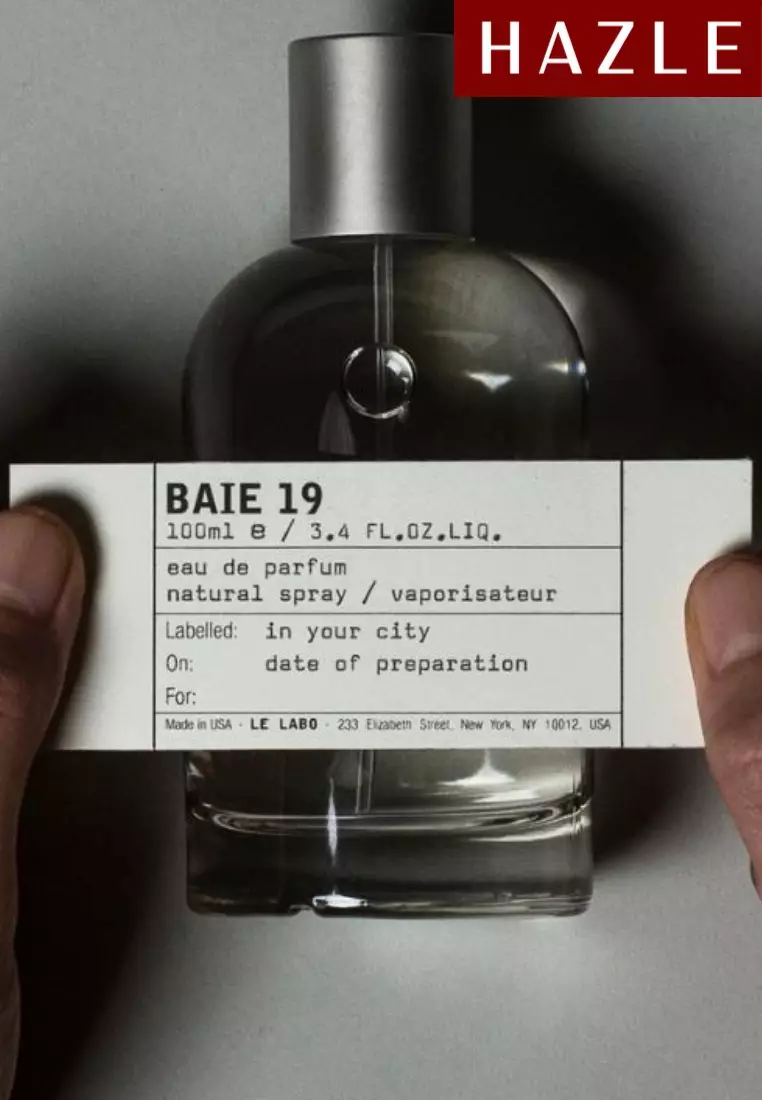 HAZLE
BAIE 19
100ml e / 3.4 FL.OZ.LIQ.
eau de parfum
natural spray / vaporisateur
Labelled: in your city
On: date of preparation
For:
Made in USA - LE LABO - 233 Elizabeth Street, New York, NY 10012, USA